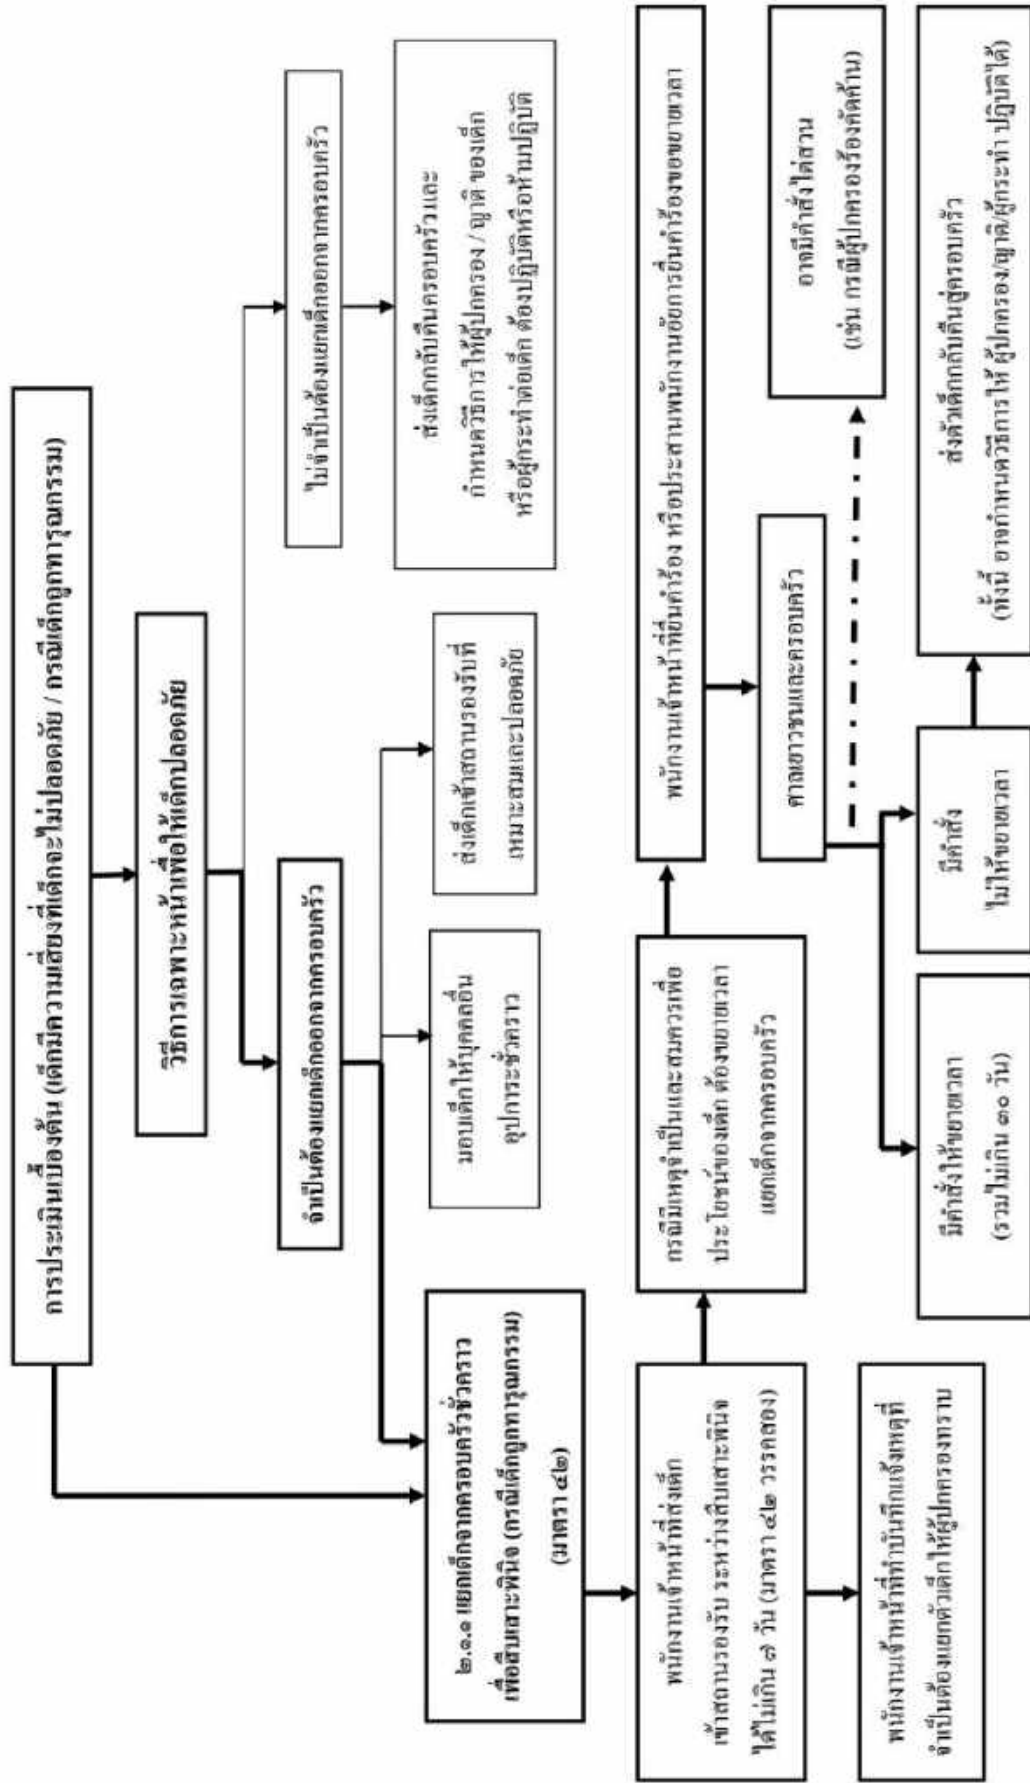 การประเมินเบื้องต้น (เด็กมีความเสี่ยงที่เด็กจะไม่ปลอดภัย / กรณีเด็กถูกทารุณกรรม)
วิธีการเฉพาะหน้าเพื่อให้เด็กปลอดภัย
จำเป็นต้องแยกเด็กออกจากครอบครัว
ไม่จำเป็นต้องแยกเด็กออกจากครอบครัว
๒.๑.๑ แยกเด็กจากครอบครัวชั่วคราว
เพื่อสืบเสาะพินิจ (กรณีเด็กถูกทารุณกรรม)
(มาตรา ๔๒)
มอบเด็กให้บุคคลอื่น
อุปการะชั่วคราว
ส่งเด็กเข้าสถานรองรับที่
เหมาะสมและปลอดภัย
ส่งเด็กกลับคืนครอบครัวและ
กำหนดวิธีการให้ผู้ปกครอง / ญาติ ของเด็ก
หรือผู้กระทำต่อเด็ก ต้องปฏิบัติหรือห้ามปฏิบัติ
พนักงานเจ้าหน้าที่ส่งเด็ก
เข้าสถานรองรับ ระหว่างสืบเสาะพินิจ
ได้ไม่เกิน ๗ วัน (มาตรา ๔๒ วรรคสอง)
กรณีมีเหตุจำเป็นและสมควรเพื่อ
ประโยชน์ของเด็ก ต้องขยายเวลา
แยกเด็กจากครอบครัว
พนักงานเจ้าหน้าที่ยื่นคำร้อง หรือประสานพนักงานอัยการยื่นคำร้องขอขยายเวลา
ศาลเยาวชนและครอบครัว
อาจมีคำสั่งไต่สวน
(เช่น กรณีผู้ปกครองร้องคัดค้าน)
พนักงานเจ้าหน้าที่ทำบันทึกแจ้งเหตุที่
จำเป็นต้องแยกตัวเด็กให้ผู้ปกครองทราบ
มีคำสั่งให้ขยายเวลา
(รวมไม่เกิน ๓๐ วัน)
มีคำสั่ง
ไม่ให้ขยายเวลา
ส่งตัวเด็กกลับคืนสู่ครอบครัว
(ทั้งนี้ อาจกำหนดวิธีการให้ ผู้ปกครอง/ญาติ/ผู้กระทำ ปฏิบัติได้)